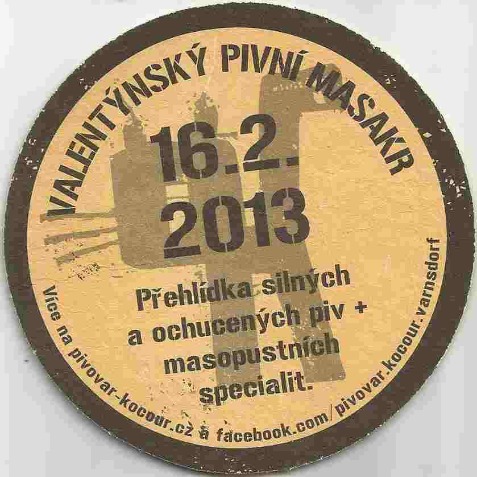 VALENTÝNSKÝ PIVNÍ MASAKR
16.2.
2013
Přehlídka silných
a ochucených piv +
masopustních
specialit.
Více na pivovar-kocour.cz a facebook.com/pivovar.kocour.varnsdorf